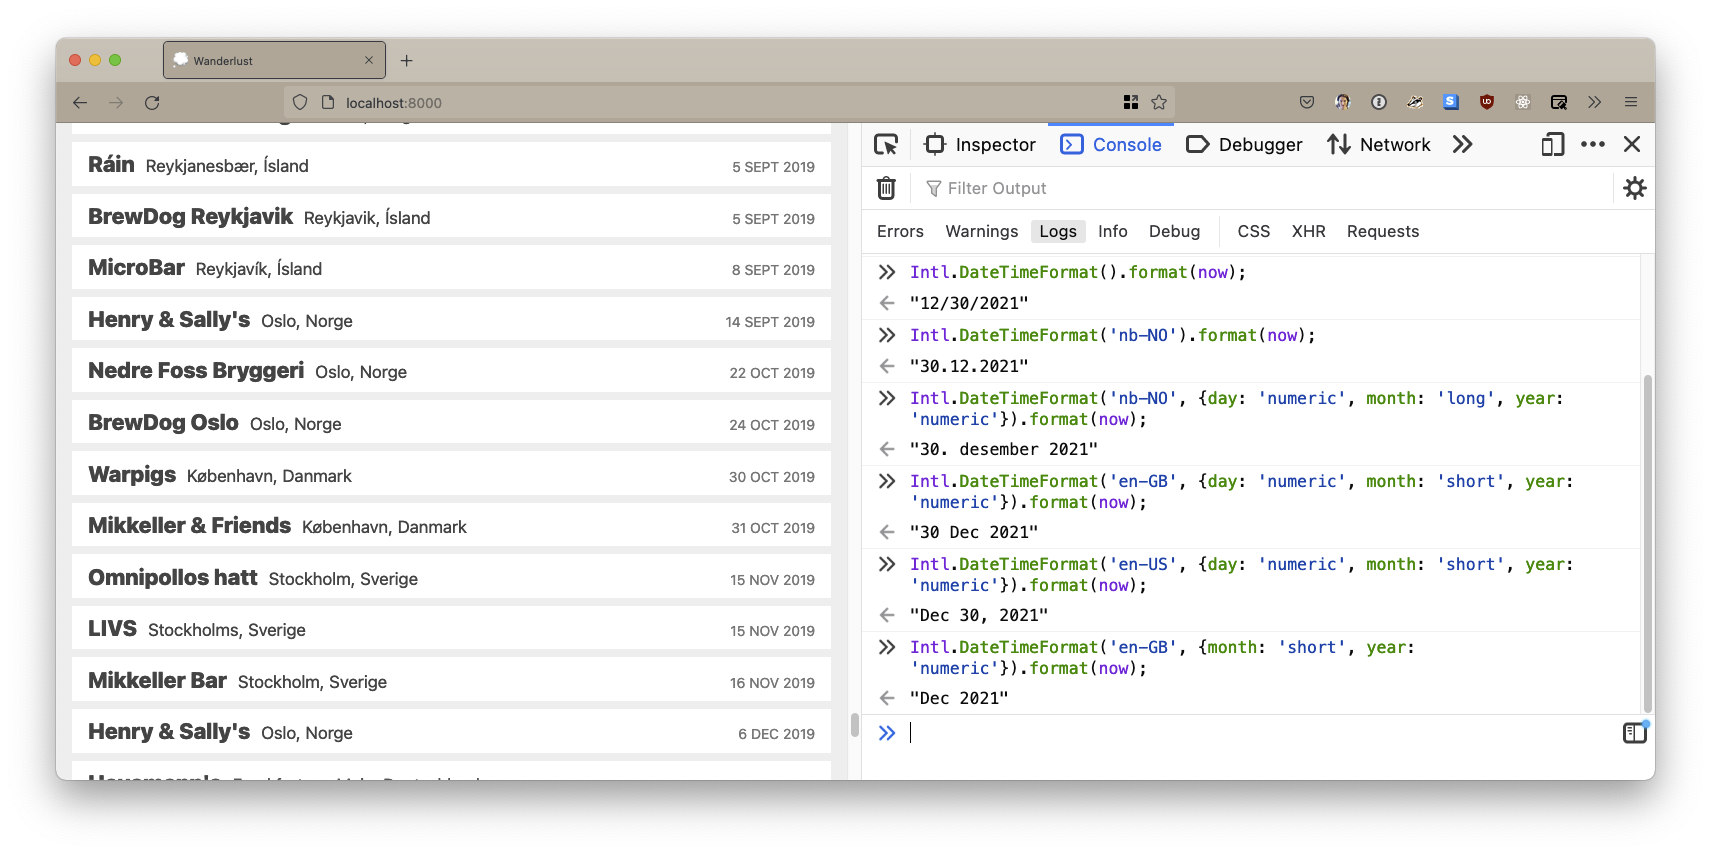 Wanderlust
localhost:8000
Ráin Reykjanesbær, Ísland 5 SEPT 2019
BrewDog Reykjavik Reykjavik, Ísland 5 SEPT 2019
MicroBar Reykjavík, Ísland 8 SEPT 2019
Henry & Sally's Oslo, Norge 14 SEPT 2019
Nedre Foss Bryggeri Oslo, Norge 22 OCT 2019
BrewDog Oslo Oslo, Norge 24 OCT 2019
Warpigs København, Danmark 30 OCT 2019
Mikkeller & Friends København, Danmark 31 OCT 2019
Omnipollos hatt Stockholm, Sverige 15 NOV 2019
LIVS Stockholms, Sverige 15 NOV 2019
Mikkeller Bar Stockholm, Sverige 16 NOV 2019
Henry & Sally's Oslo, Norge 6 DEC 2019
Inspector Console Debugger Network
Filter Output
Errors Warnings Logs Info Debug CSS XHR Requests
Intl.DateTimeFormat().format(now);
"12/30/2021"
Intl.DateTimeFormat('nb-NO').format(now);
"30.12.2021"
Intl.DateTimeFormat('nb-NO', {day: 'numeric', month: 'long', year:
'numeric'}).format(now);
"30. desember 2021"
Intl.DateTimeFormat('en-GB', {day: 'numeric', month: 'short', year:
'numeric'}).format(now);
"30 Dec 2021"
Intl.DateTimeFormat('en-US', {day: 'numeric', month: 'short', year:
'numeric'}).format(now);
"Dec 30, 2021"
Intl.DateTimeFormat('en-GB', {month: 'short', year:
'numeric'}).format(now);
"Dec 2021"